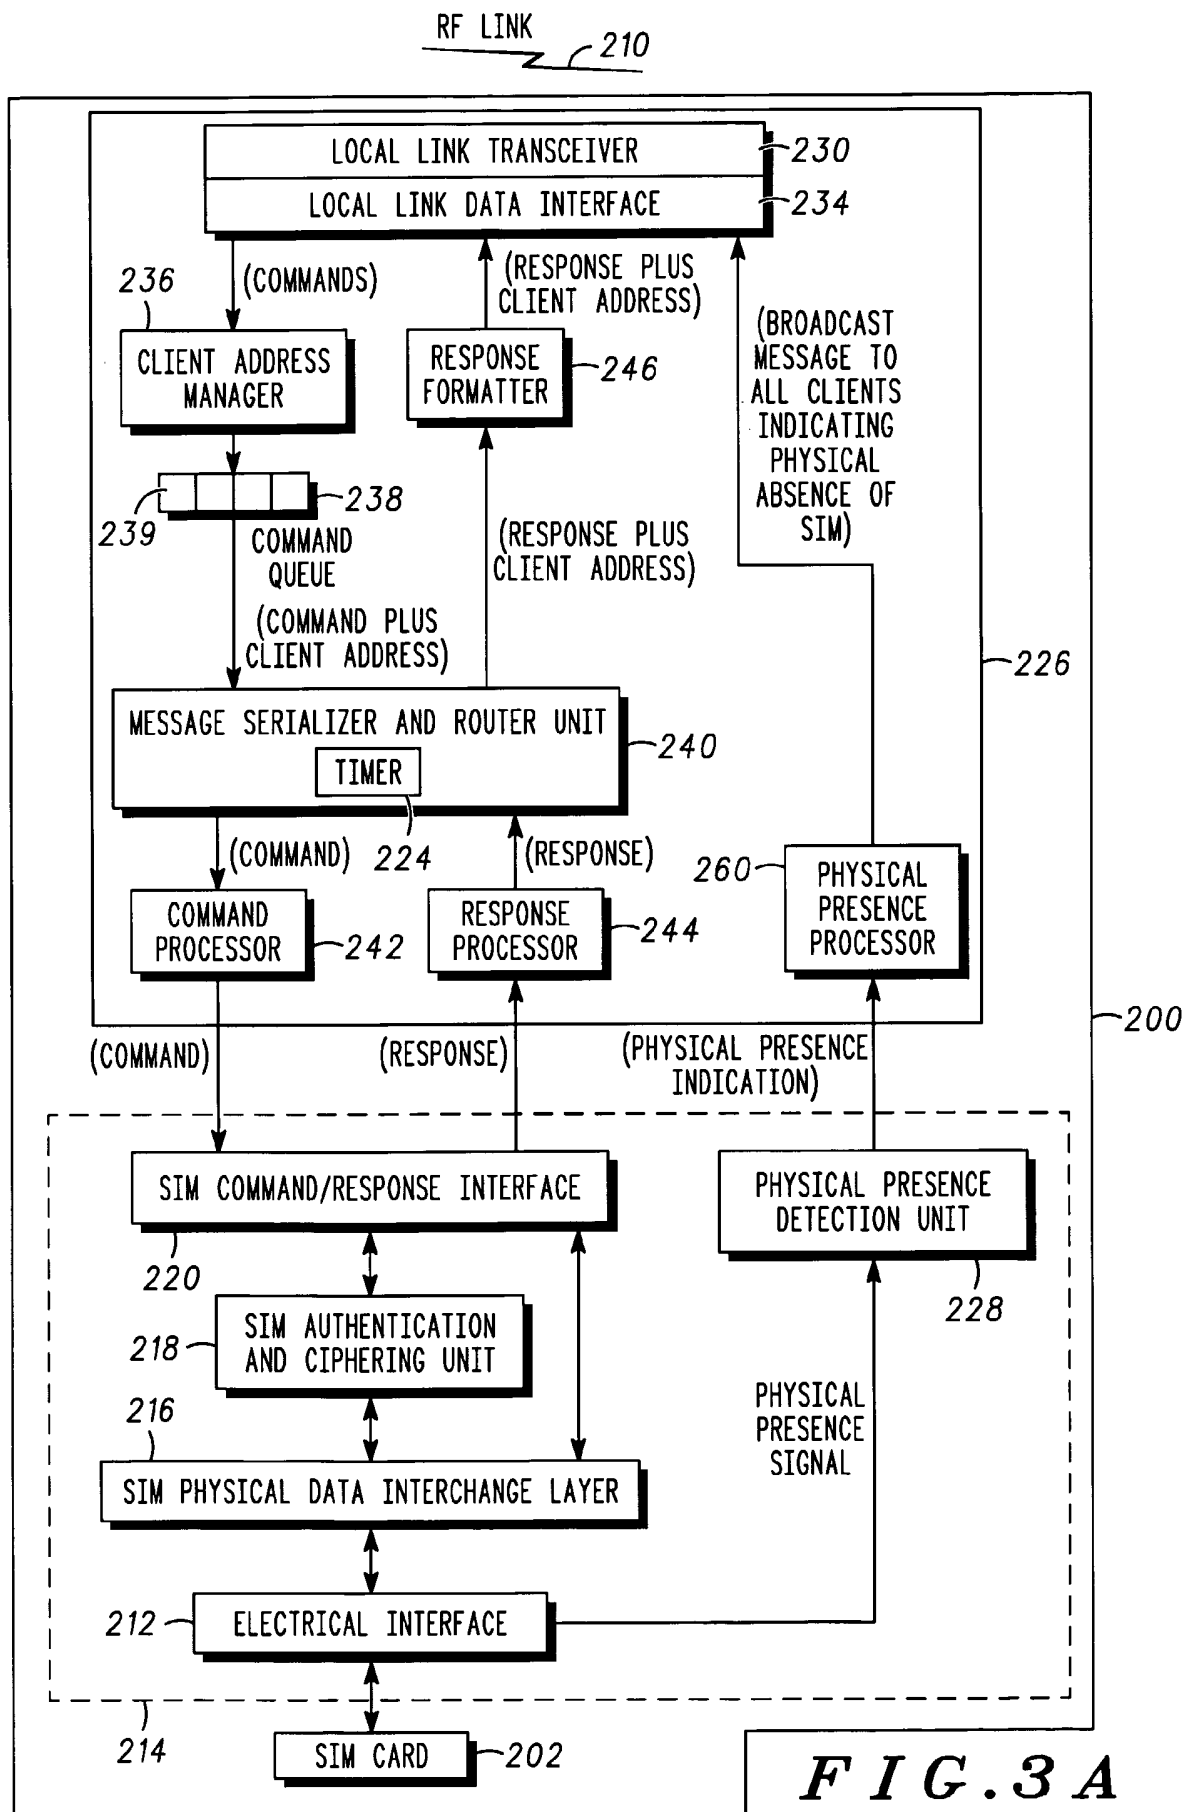 RF LINK
210
LOCAL LINK TRANSCEIVER
230
LOCAL LINK DATA INTERFACE
234
236
(COMMANDS)
(RESPONSE PLUS
CLIENT ADDRESS)
CLIENT ADDRESS
MANAGER
RESPONSE
FORMATTER
246
(BROADCAST
MESSAGE TO
ALL CLIENTS
INDICATING
PHYSICAL
ABSENCE OF
SIM)
239
238
COMMAND
QUEUE
(RESPONSE PLUS
CLIENT ADDRESS)
(COMMAND PLUS
CLIENT ADDRESS)
226
MESSAGE SERIALIZER AND ROUTER UNIT
240
TIMER
(COMMAND)
224
(RESPONSE)
260
PHYSICAL
PRESENCE
PROCESSOR
COMMAND
PROCESSOR
242
RESPONSE
PROCESSOR
244
200
(COMMAND)
(RESPONSE)
(PHYSICAL PRESENCE
INDICATION)
SIM COMMAND/RESPONSE INTERFACE
220
PHYSICAL PRESENCE
DETECTION UNIT
228
218
SIM AUTHENTICATION
AND CIPHERING UNIT
216
PHYSICAL
PRESENCE
SIGNAL
SIM PHYSICAL DATA INTERCHANGE LAYER
212
ELECTRICAL INTERFACE
214
SIM CARD
202
FIG.3A